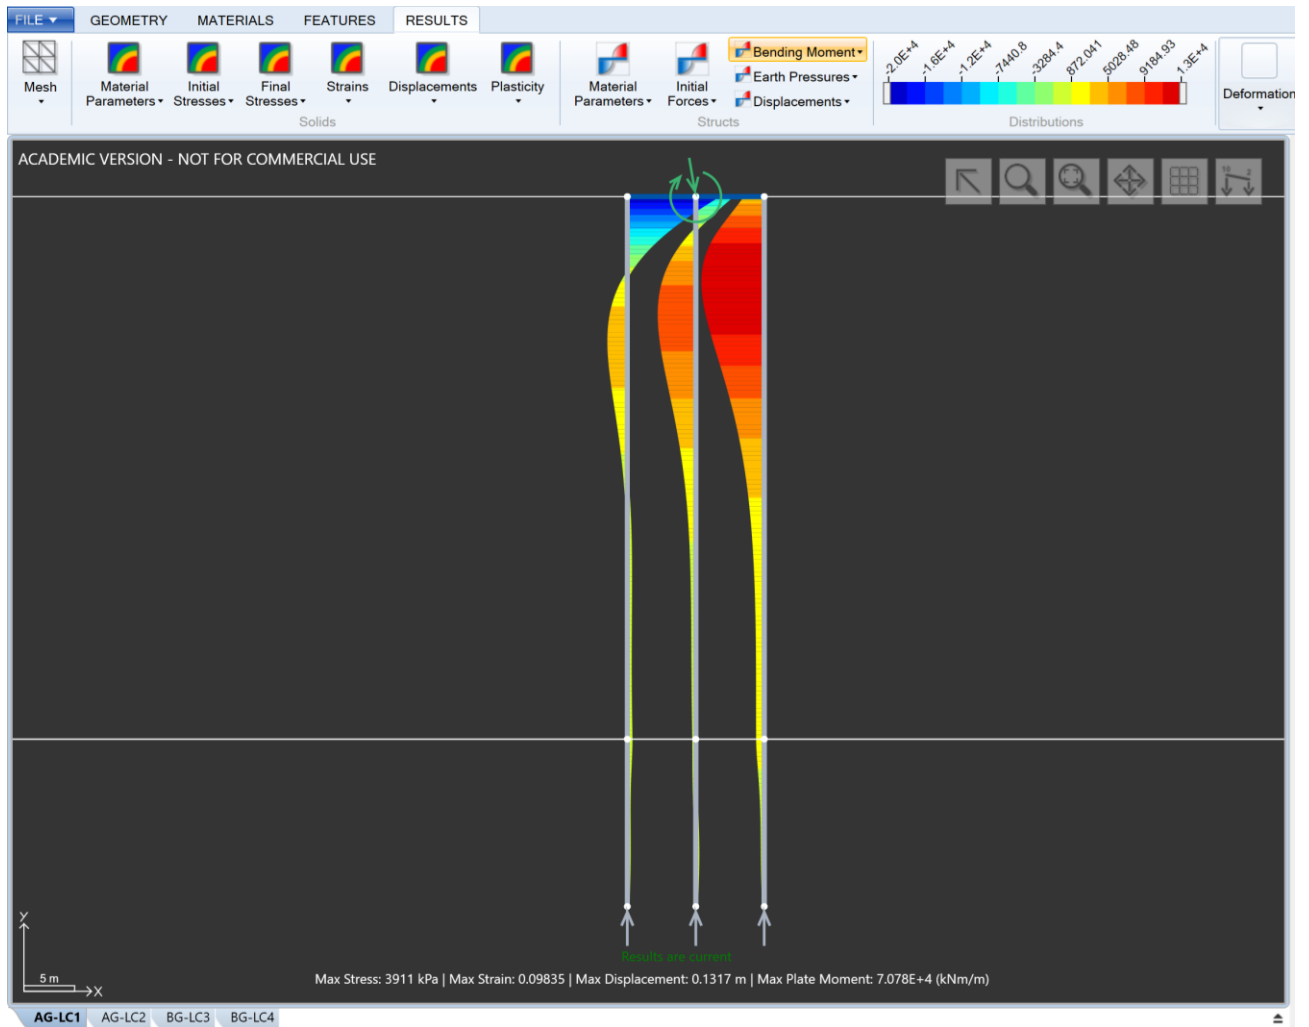 FILE GEOMETRY MATERIALS FEATURES RESULTS
Mesh
Material Parameters
Initial Stresses
Final Stresses
Strains
Displacements
Plasticity
Solids
Material Parameters
Initial Forces
Bending Moment
Earth Pressures
Displacements
Structs
-2.0E+4 -1.6E+4 -1.2E+4 -7440.8 -3284.4 872.041 5028.48 9184.93 1.3E+4
Distributions
Deformation
ACADEMIC VERSION - NOT FOR COMMERCIAL USE
Y
5 m
X
Results are current
Max Stress: 3911 kPa | Max Strain: 0.09835 | Max Displacement: 0.1317 m | Max Plate Moment: 7.078E+4 (kNm/m)
AG-LC1 AG-LC2 BG-LC3 BG-LC4